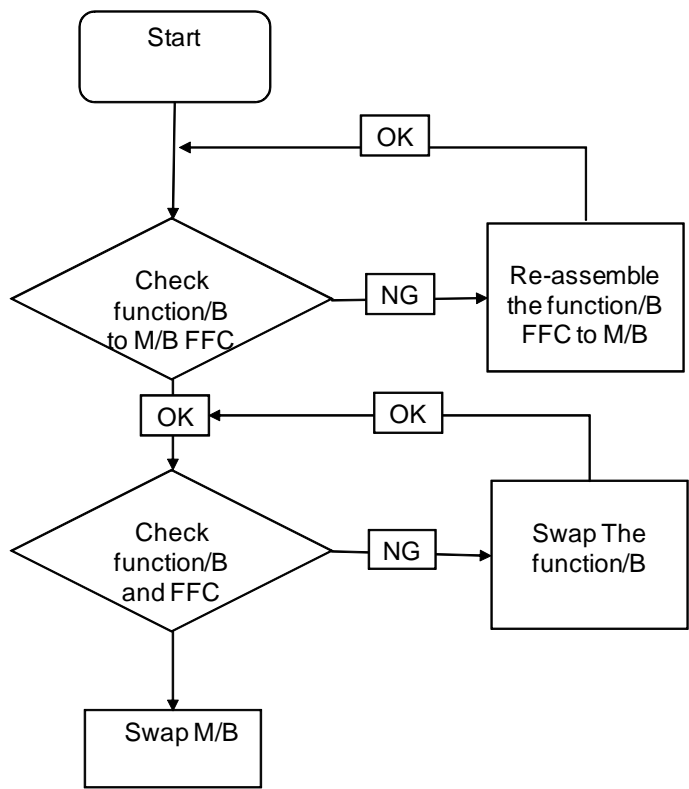 Start
OK
Check
function/B
to M/B FFC
NG
Re-assemble
the function/B
FFC to M/B
OK
OK
Check
function/B
and FFC
NG
Swap The
function/B
Swap M/B